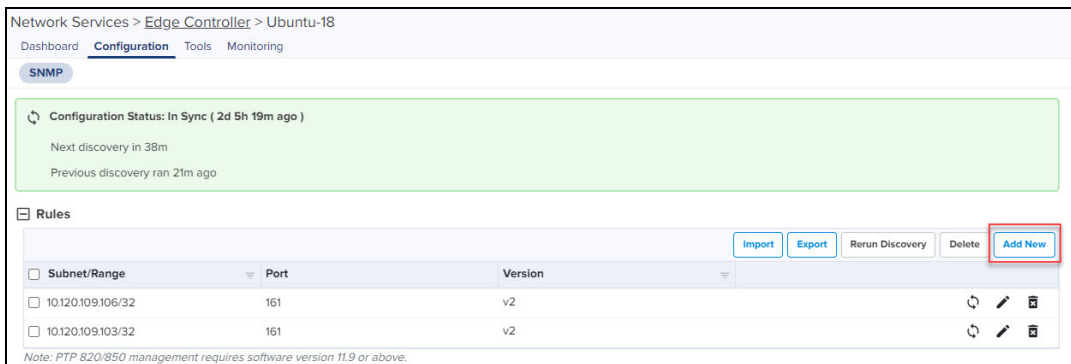 Network Services > Edge Controller > Ubuntu-18
Dashboard Configuration Tools Monitoring
SNMP
Configuration Status: In Sync ( 2d 5h 19m ago )
Next discovery in 38m
Previous discovery ran 21m ago
Rules
Import Export Rerun Discovery Delete Add New
Subnet/Range Port Version
10.120.109.106/32 161 v2
10.120.109.103/32 161 v2
Note: PTP 820/850 management requires software version 11.9 or above.